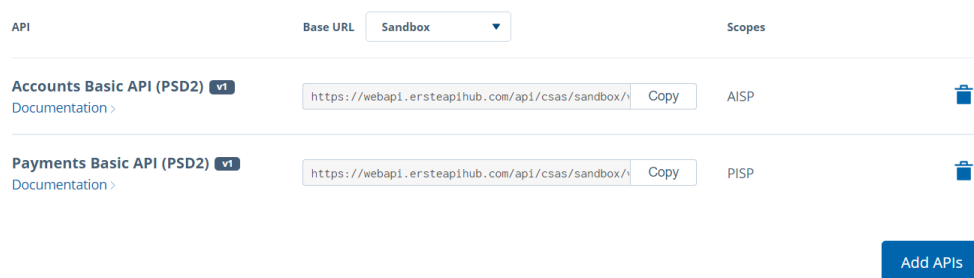 API Base URL Sandbox Scopes
Accounts Basic API (PSD2) v1
Documentation >
https://webapi.ersteapihub.com/api/csas/sandbox/ Copy AISP
Payments Basic API (PSD2) v1
Documentation >
https://webapi.ersteapihub.com/api/csas/sandbox/ Copy PISP
Add APIs